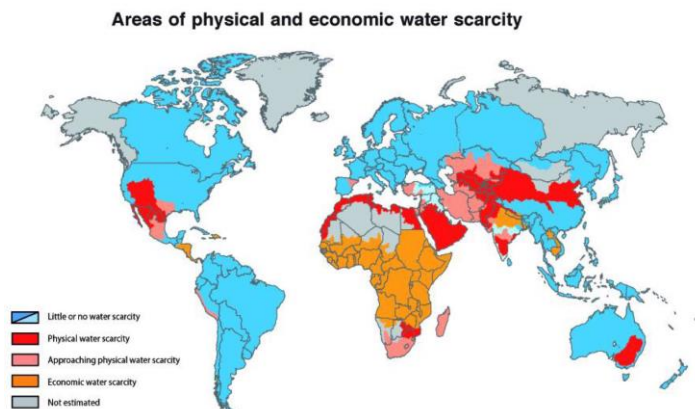 Areas of physical and economic water scarcity
Little or no water scarcity
Physical water scarcity
Approaching physical water scarcity
Economic water scarcity
Not estimated